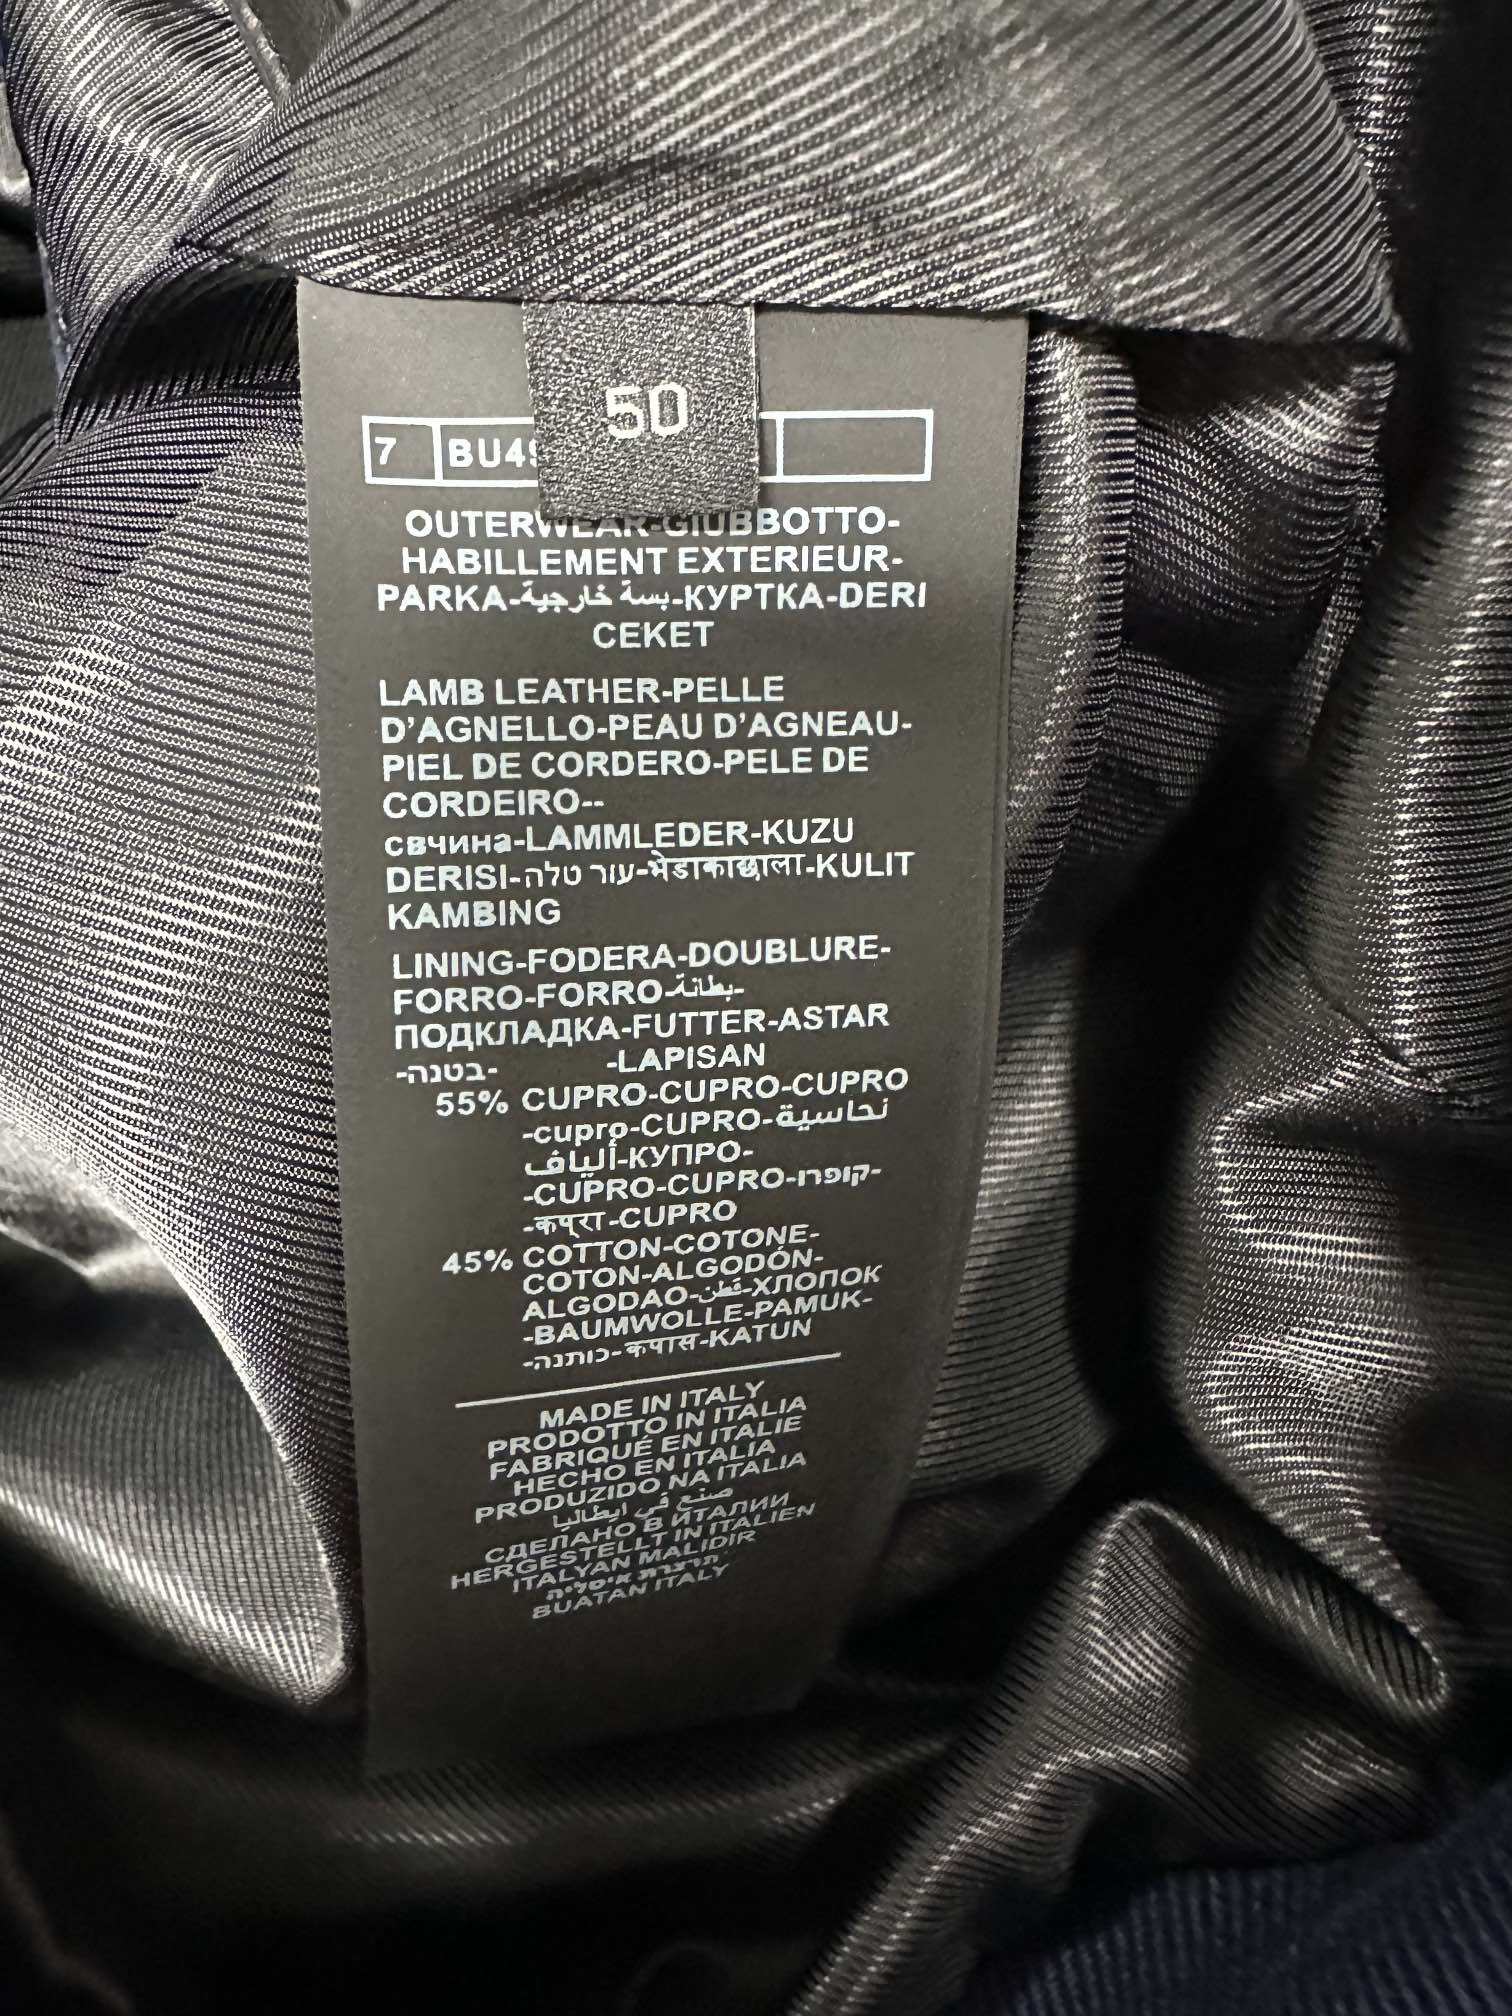 50
7 BU49
OUTERWEAR-GIUBBOTTO-
HABILLEMENT EXTERIEUR-
PARKA-بسة خارجية-КУРТКА-DERI
CEKET
LAMB LEATHER-PELLE
D'AGNELLO-PEAU D'AGNEAU-
PIEL DE CORDERO-PELE DE
CORDEIRO--
свчина-LAMMLEDER-KUZU
DERISI-עור טלה-भेडाकाछाला-KULIT
KAMBING
LINING-FODERA-DOUBLURE-
FORRO-FORRO-بطانة-
ПОДКЛАДКА-FUTTER-ASTAR
-בטנה- -LAPISAN
55% CUPRO-CUPRO-CUPRO
-cupro-CUPRO-نحاسية
ألياف-КУПРО-
-CUPRO-CUPRO-קופרו-
-कपरा-CUPRO
45% COTTON-COTONE-
COTON-ALGODÓN-
ALGODAO-قطن-ХЛОПОК
-BAUMWOLLE-PAMUK-
-כותנה-कपास-KATUN
MADE IN ITALY
PRODOTTO IN ITALIA
FABRIQUÉ EN ITALIE
HECHO EN ITALIA
PRODUZIDO NA ITALIA
صنع في ايطاليا
СДЕЛАНО В ИТАЛИИ
HERGESTELLT IN ITALIEN
ITALYAN MALIDIR
תוצרת איטליה
BUATAN ITALY